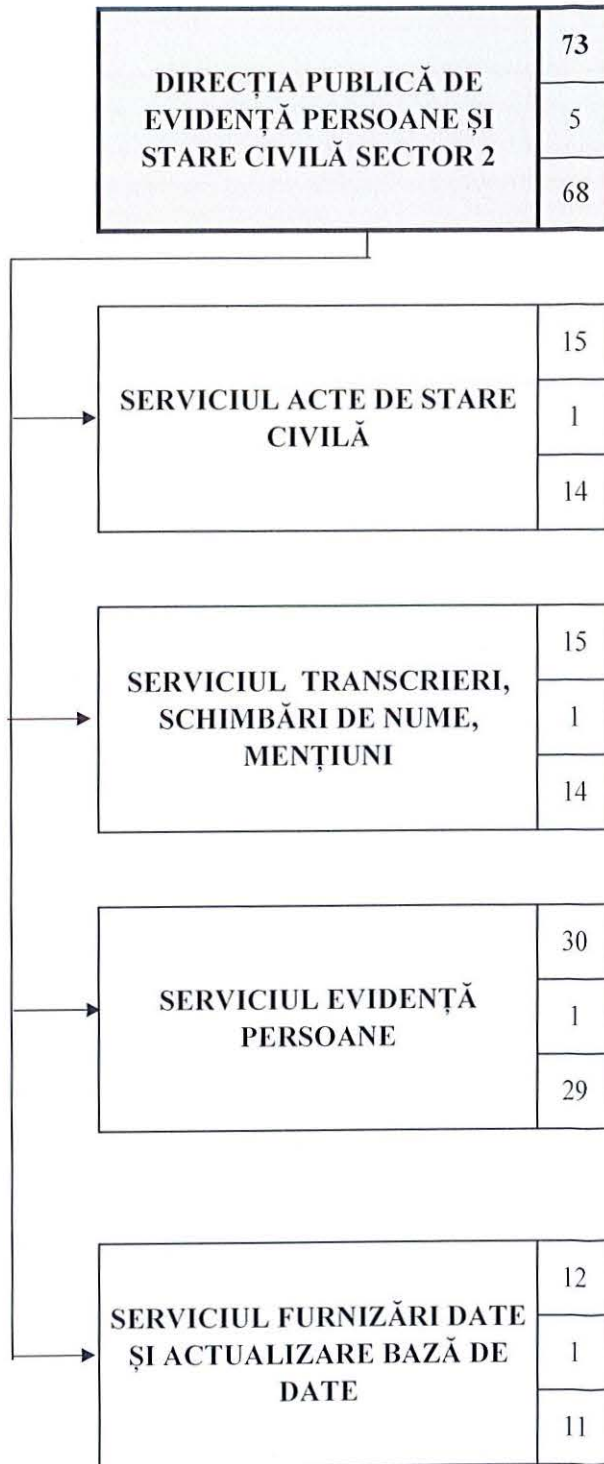 DIRECȚIA PUBLICĂ DE
EVIDENȚĂ PERSOANE ȘI
STARE CIVILĂ SECTOR 2
73
5
68
SERVICIUL ACTE DE STARE
CIVILĂ
15
1
14
SERVICIUL TRANSCRIERI,
SCHIMBĂRI DE NUME,
MENȚIUNI
15
1
14
SERVICIUL EVIDENȚĂ
PERSOANE
30
1
29
SERVICIUL FURNIZĂRI DATE
ȘI ACTUALIZARE BAZĂ DE
DATE
12
1
11